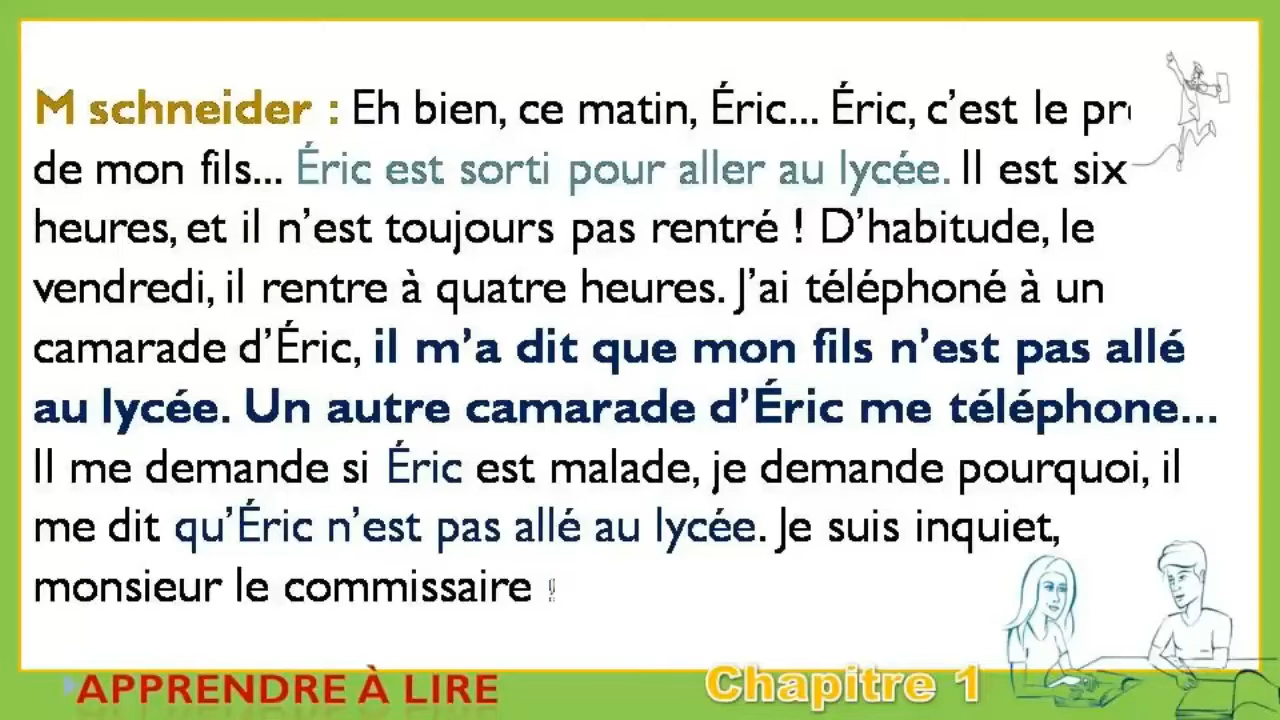 M schneider : Eh bien, ce matin, Éric... Éric, c'est le
de mon fils... Éric est sorti pour aller au lycée. Il est six
heures, et il n'est toujours pas rentré ! D'habitude, le
vendredi, il rentre à quatre heures. J'ai téléphoné à un
camarade d'Éric, il m'a dit que mon fils n'est pas allé
au lycée. Un autre camarade d'Éric me téléphone...
Il me demande si Éric est malade, je demande pourquoi, il
me dit qu'Éric n'est pas allé au lycée. Je suis inquiet,
monsieur le commissaire !
APPRENDRE À LIRE
Chapitre 1